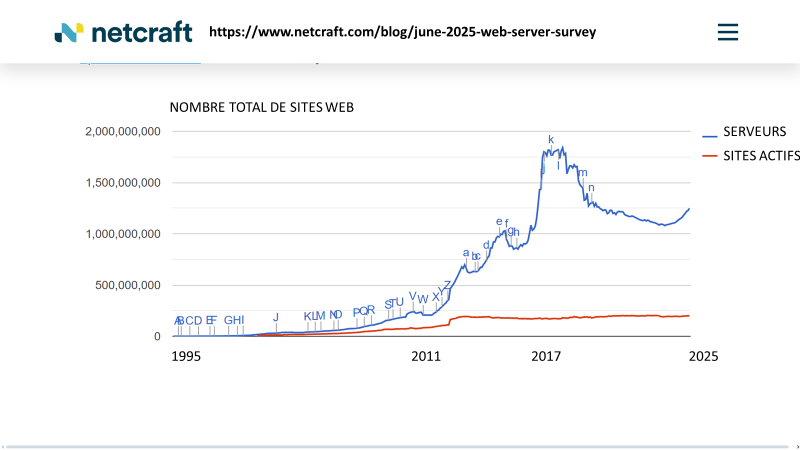 netcraft https://www.netcraft.com/blog/june-2025-web-server-survey
NOMBRE TOTAL DE SITES WEB
2,000,000,000
1,500,000,000
1,000,000,000
500,000,000
0
SERVEURS
SITES ACTIFS
A B C D E F G H I J K L M N O P Q R S T U V W X Y Z a b c d e f g h j k l m n
1995 2011 2017 2025